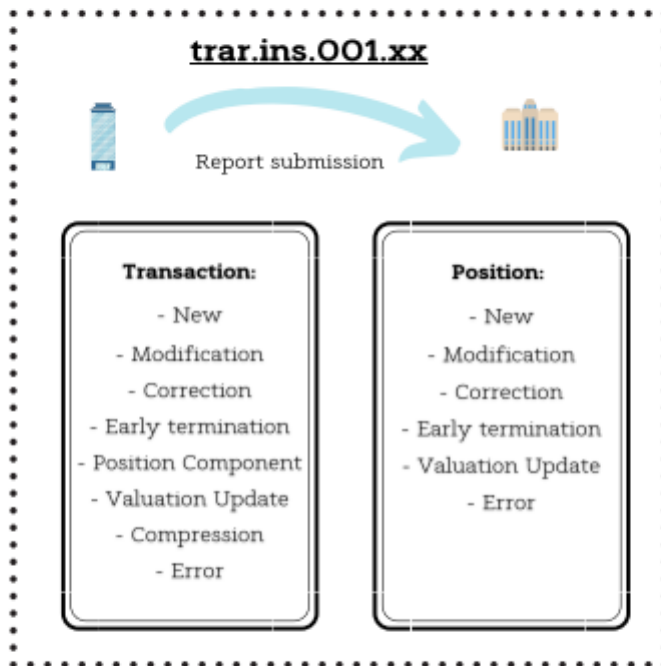 trar.ins.001.xx
Report submission
Transaction:
- New
- Modification
- Correction
- Early termination
- Position Component
- Valuation Update
- Compression
- Error
Position:
- New
- Modification
- Correction
- Early termination
- Valuation Update
- Error